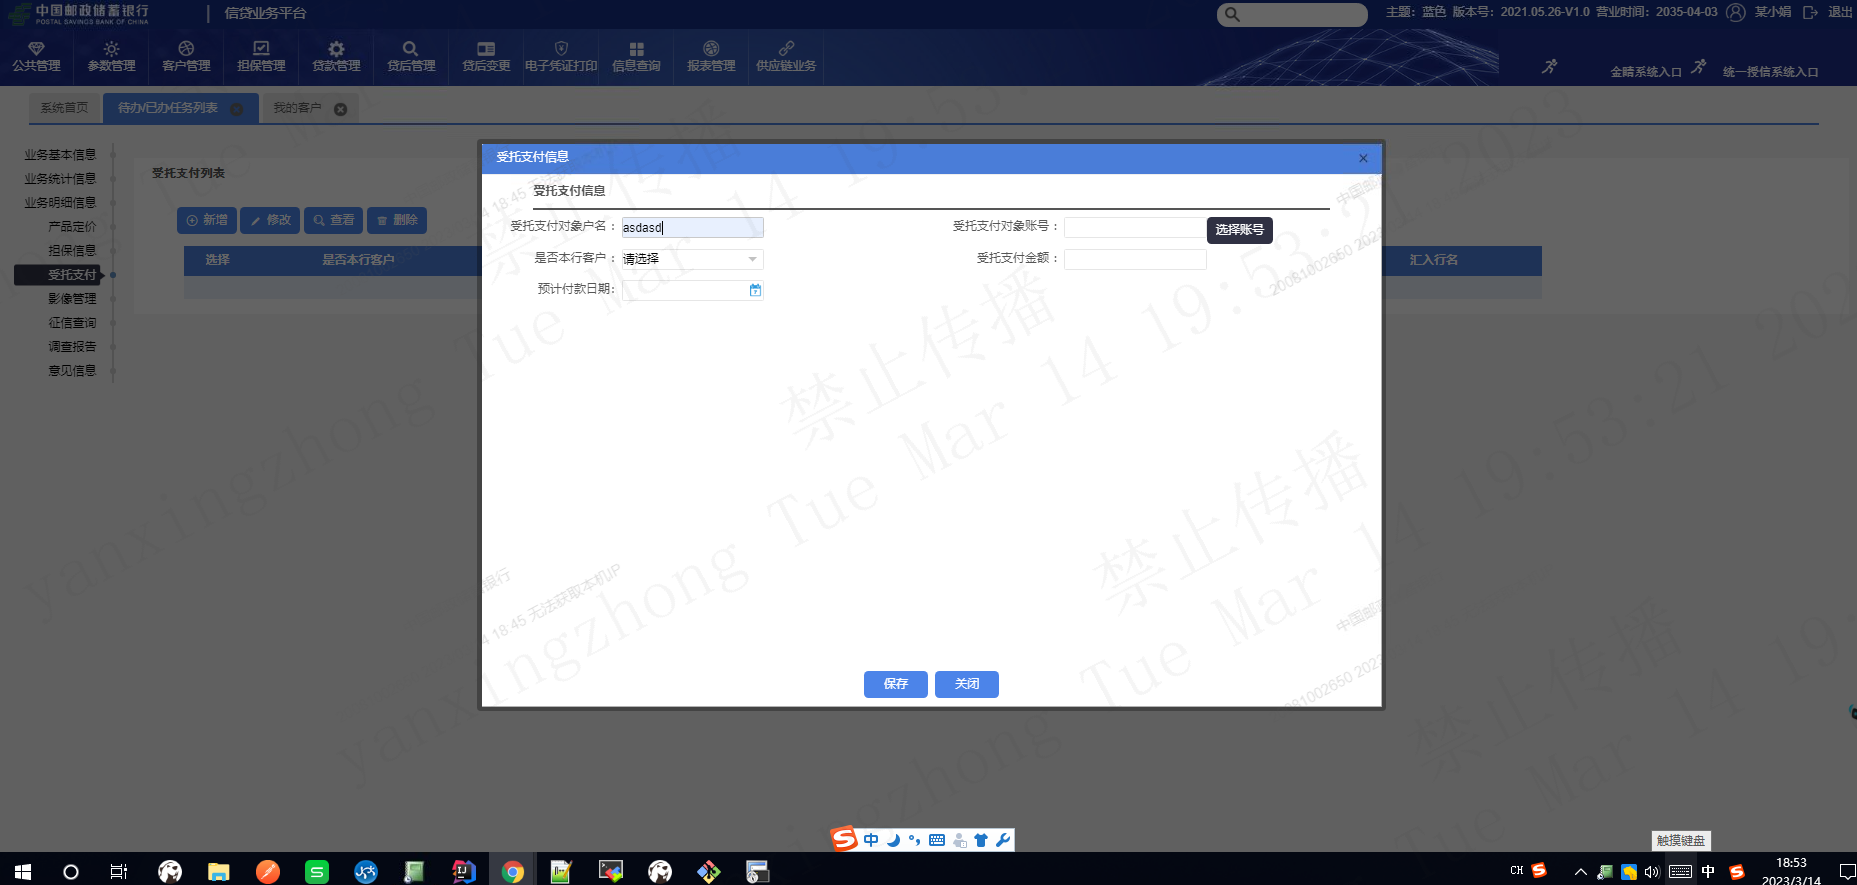 中国邮政储蓄银行
POSTAL SAVINGS BANK OF CHINA
信贷业务平台
主题：蓝色 版本号：2021.05.26-V1.0 营业时间：2035-04-03 某小娟 退出
公共管理 参数管理 客户管理 担保管理 贷款管理 贷后管理 贷后变更 电子凭证打印 信息查询 报表管理 供应链业务
金睛系统入口 统一授信系统入口
系统首页 待办/已办任务列表 我的客户
业务基本信息
业务统计信息
业务明细信息
产品定价
担保信息
受托支付
影像管理
征信查询
调查报告
意见信息
受托支付列表
新增 修改 查看 删除
选择 是否本行客户 汇入行名
受托支付信息
受托支付信息
受托支付对象户名： asdasd 受托支付对象账号： 选择账号
是否本行客户： 请选择 受托支付金额：
预计付款日期：
保存 关闭
禁止传播
yanxingzhong Tue Mar 14 19:53:21 2023
中
触摸键盘
CH 中 18:53
2023/3/14